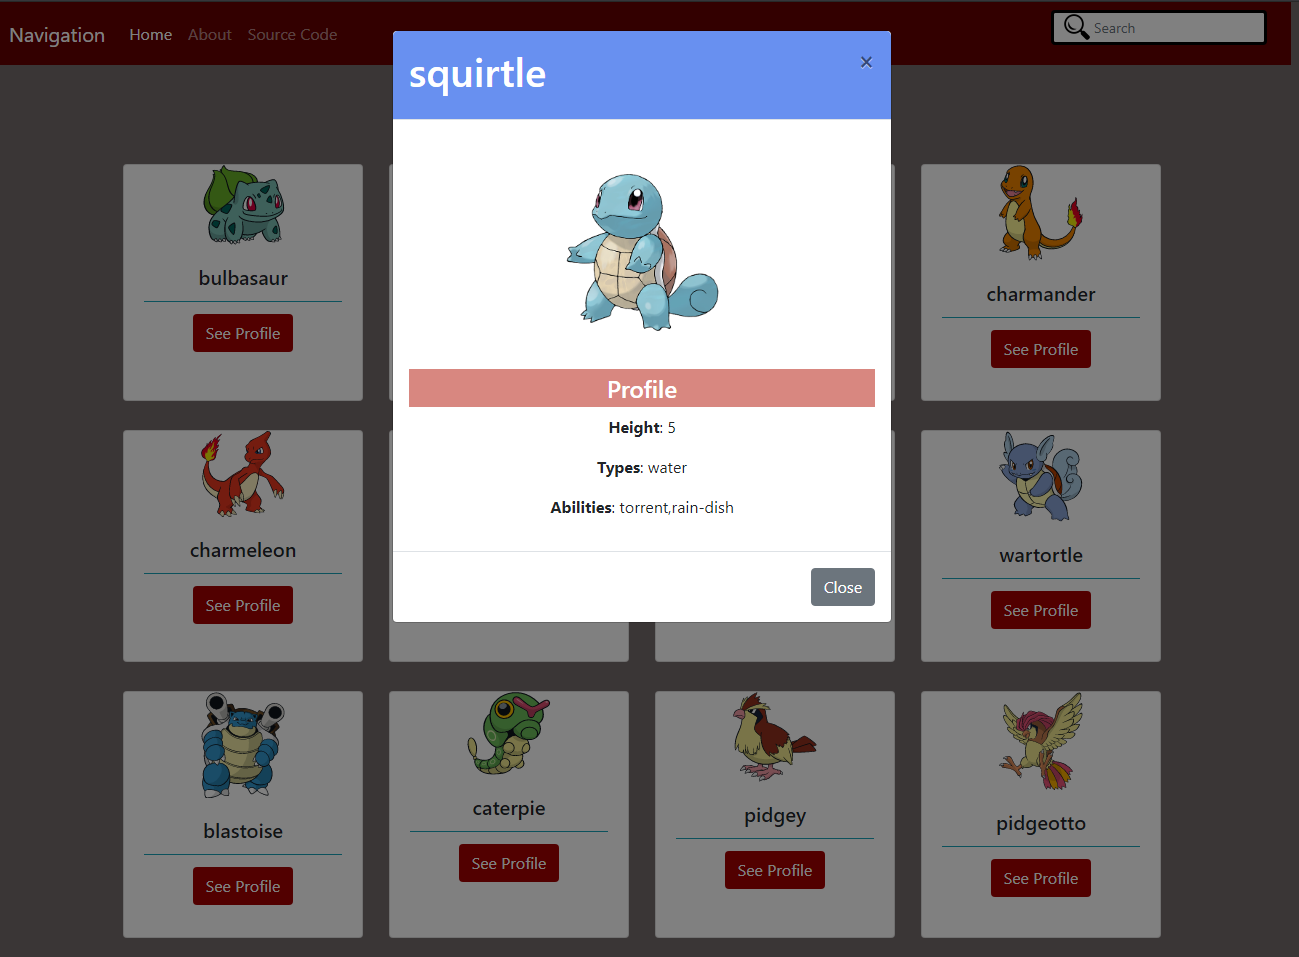 Navigation Home About Source Code Search
squirtle ×
Profile
Height: 5
Types: water
Abilities: torrent,rain-dish
Close
bulbasaur
See Profile
charmander
See Profile
charmeleon
See Profile
wartortle
See Profile
blastoise
See Profile
caterpie
See Profile
pidgey
See Profile
pidgeotto
See Profile